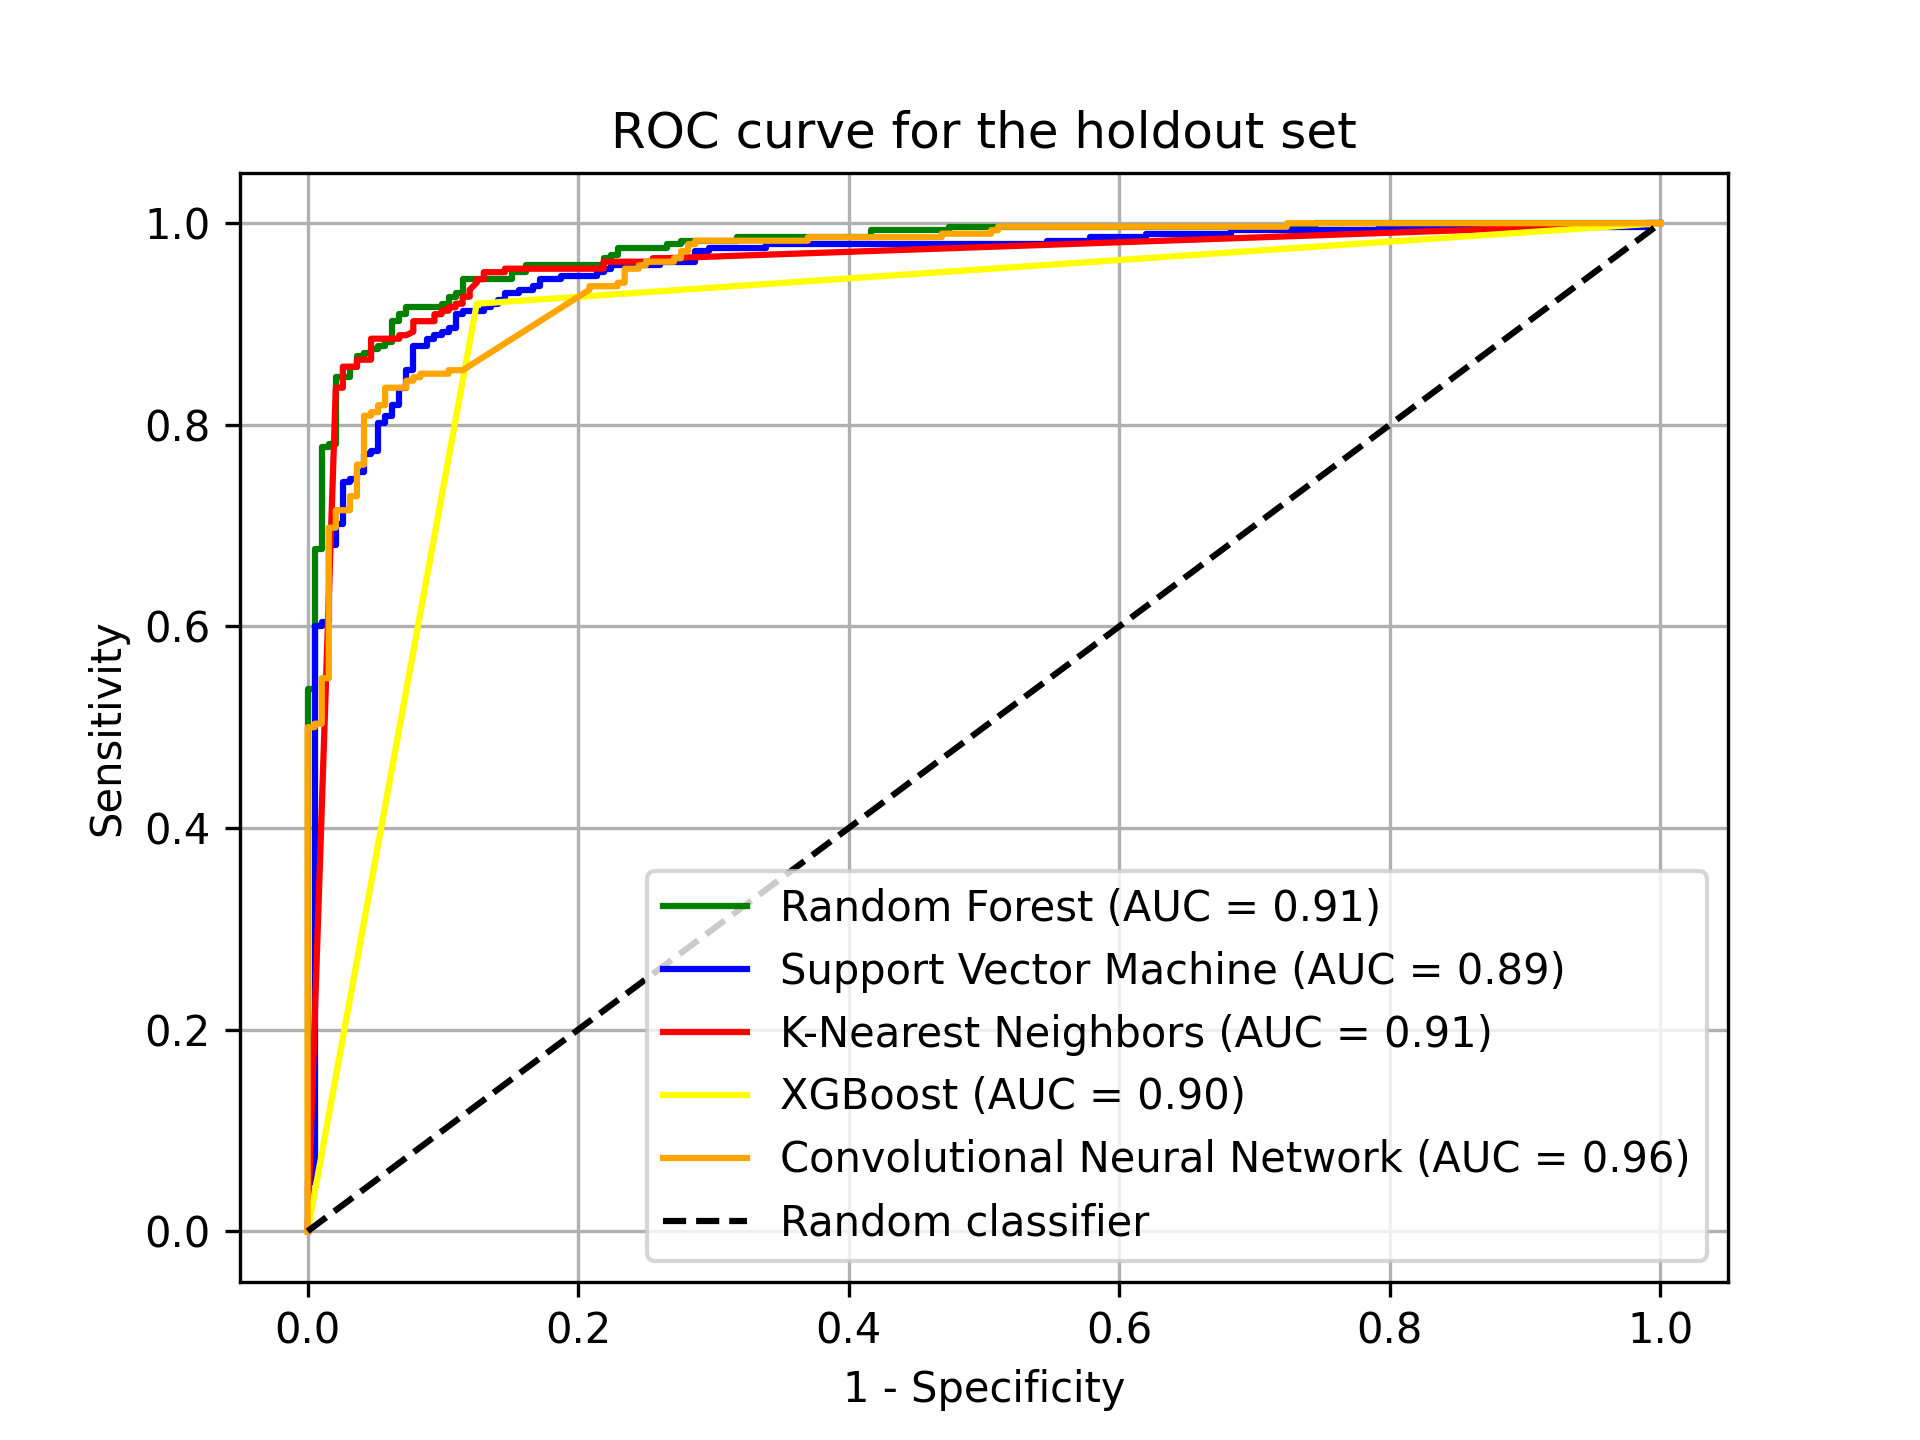 ROC curve for the holdout set
1.0
0.8
0.6
0.4
0.2
0.0
Sensitivity
Random Forest (AUC = 0.91)
Support Vector Machine (AUC = 0.89)
K-Nearest Neighbors (AUC = 0.91)
XGBoost (AUC = 0.90)
Convolutional Neural Network (AUC = 0.96)
Random classifier
0.0 0.2 0.4 0.6 0.8 1.0
1 - Specificity